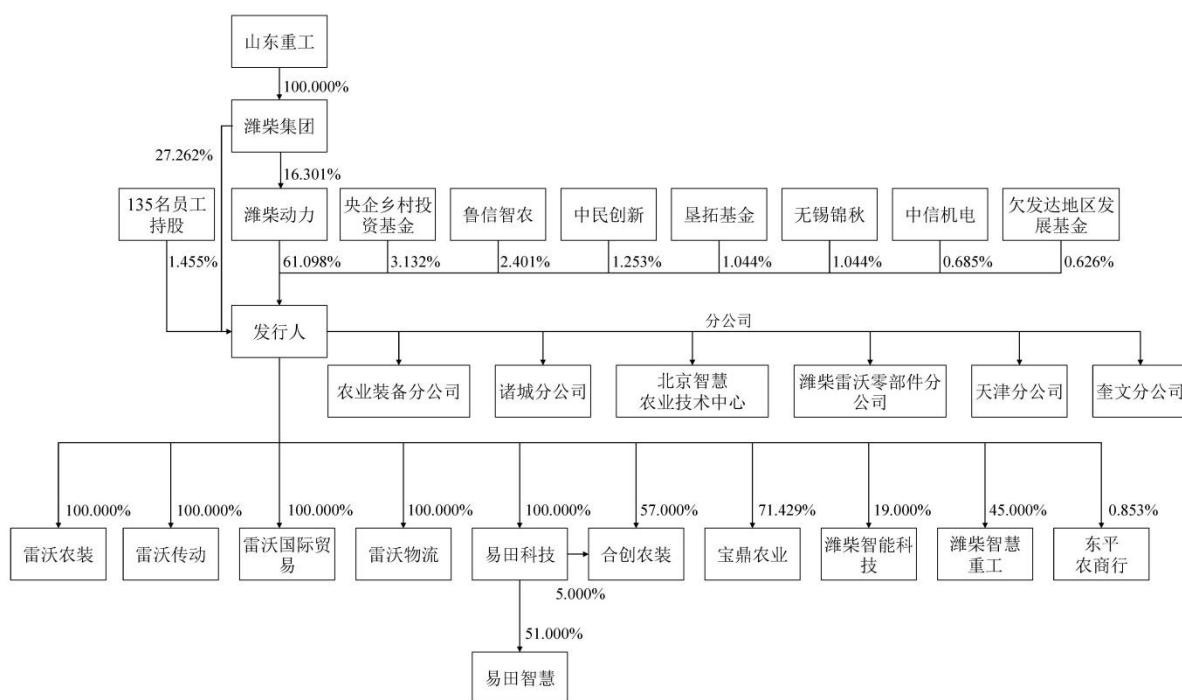 山东重工
100.000%
潍柴集团
27.262%
16.301%
135名员工
持股
潍柴动力
央企乡村投
资基金
鲁信智农
中民创新
垦拓基金
无锡锦秋
中信机电
欠发达地区发
展基金
1.455%
61.098%
3.132%
2.401%
1.253%
1.044%
1.044%
0.685%
0.626%
发行人
分公司
农业装备分公司
诸城分公司
北京智慧
农业技术中心
潍柴雷沃零部件分
公司
天津分公司
奎文分公司
100.000%
100.000%
100.000%
100.000%
100.000%
57.000%
71.429%
19.000%
45.000%
0.853%
雷沃农装
雷沃传动
雷沃国际贸
易
雷沃物流
易田科技
合创农装
宝鼎农业
潍柴智能科
技
潍柴智慧
重工
东平
农商行
5.000%
51.000%
易田智慧